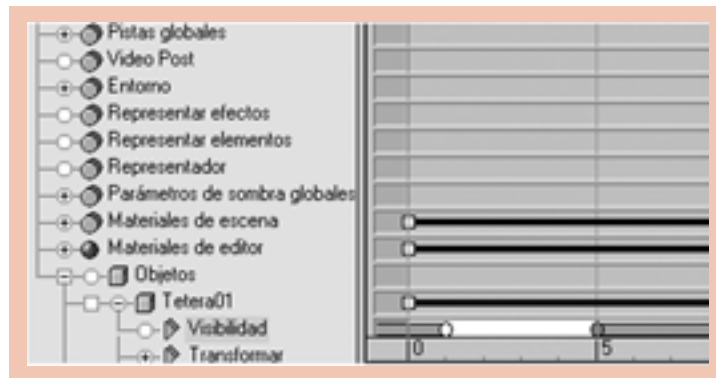 Pistas globales
Video Post
Entorno
Representar efectos
Representar elementos
Representador
Parámetros de sombra globales
Materiales de escena
Materiales de editor
Objetos
Tetera01
Visibilidad
Transformar
0 5